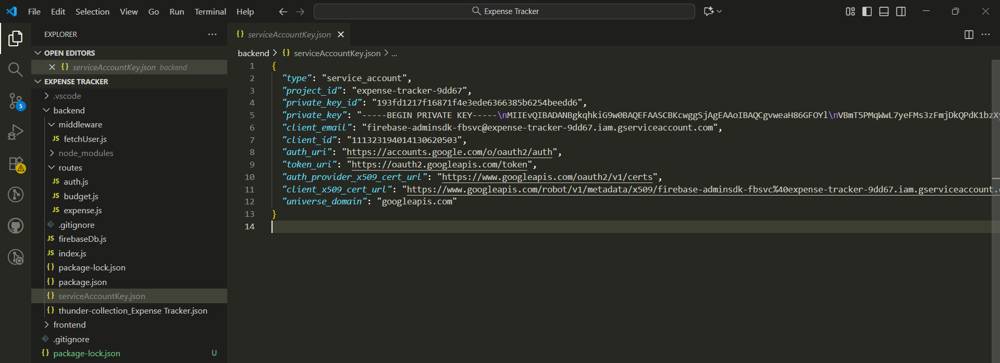 File Edit Selection View Go Run Terminal Help
Expense Tracker
EXPLORER
OPEN EDITORS
serviceAccountKey.json backend
EXPENSE TRACKER
.vscode
backend
middleware
JS fetchUser.js
node_modules
routes
JS auth.js
JS budget.js
JS expense.js
.gitignore
JS firebaseDb.js
JS index.js
{} package-lock.json
{} package.json
{} serviceAccountKey.json
{} thunder-collection_Expense Tracker.json
frontend
.gitignore
{} package-lock.json U
5
{} serviceAccountKey.json
backend > {} serviceAccountKey.json > ...
1 {
2 "type": "service_account",
3 "project_id": "expense-tracker-9dd67",
4 "private_key_id": "193fd1217f16871f4e3ede6366385b6254beedd6",
5 "private_key": "-----BEGIN PRIVATE KEY-----\nMIIEvQIBADANBgkqhkiG9w0BAQEFAASCBKcwggSjAgEAAoIBAQCgvweaH86GFOYl\nVBmT5PMqWwL7yeFMs3zFmjDkQPdK1bzXy
6 "client_email": "firebase-adminsdk-fbsvc@expense-tracker-9dd67.iam.gserviceaccount.com",
7 "client_id": "111323194014130620503",
8 "auth_uri": "https://accounts.google.com/o/oauth2/auth",
9 "token_uri": "https://oauth2.googleapis.com/token",
10 "auth_provider_x509_cert_url": "https://www.googleapis.com/oauth2/v1/certs",
11 "client_x509_cert_url": "https://www.googleapis.com/robot/v1/metadata/x509/firebase-adminsdk-fbsvc%40expense-tracker-9dd67.iam.gserviceaccount.
12 "universe_domain": "googleapis.com"
13 }
14